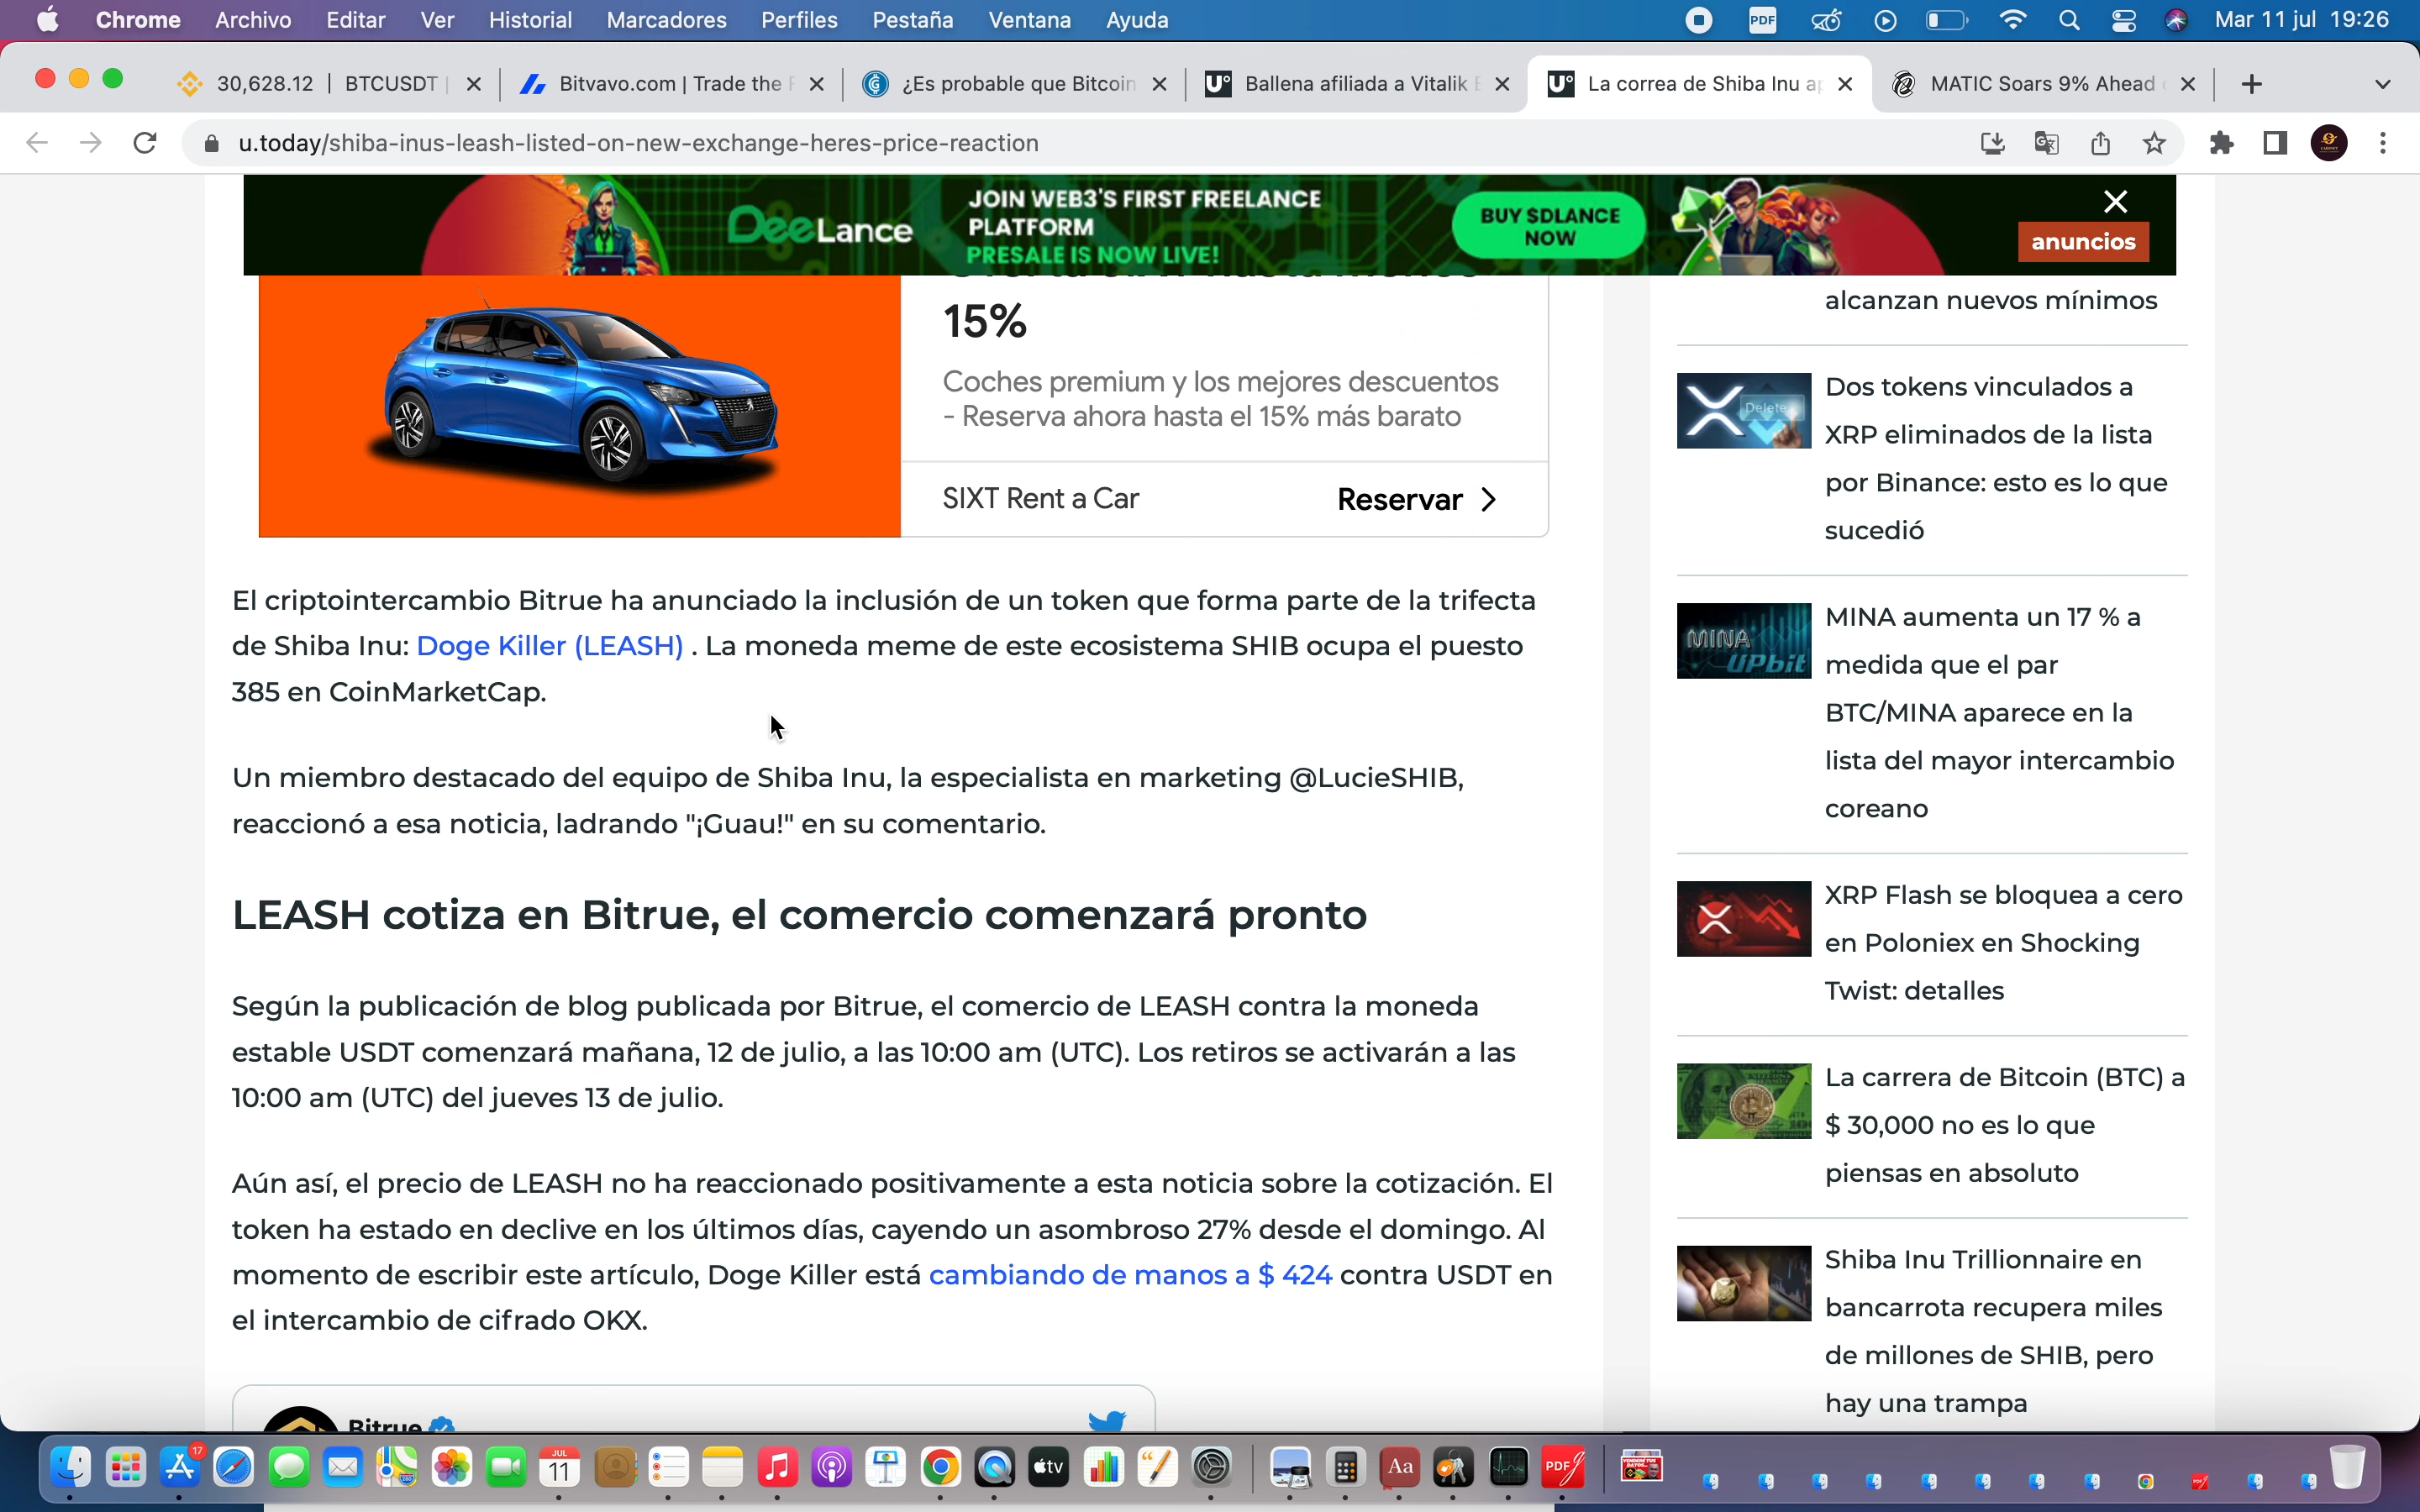 Chrome Archivo Editar Ver Historial Marcadores Perfiles Pestaña Ventana Ayuda PDF Mar 11 jul 19:26
30,628.12 | BTCUSDT | Bitvavo.com | Trade the ¿Es probable que Bitcoin Ballena afiliada a Vitalik La correa de Shiba Inu MATIC Soars 9% Ahead
u.today/shiba-inus-leash-listed-on-new-exchange-heres-price-reaction
DeeLance
JOIN WEB3'S FIRST FREELANCE
PLATFORM
PRESALE IS NOW LIVE!
BUY $DLANCE
NOW
anuncios
15%
Coches premium y los mejores descuentos
- Reserva ahora hasta el 15% más barato
SIXT Rent a Car Reservar
El criptointercambio Bitrue ha anunciado la inclusión de un token que forma parte de la trifecta
de Shiba Inu: Doge Killer (LEASH) . La moneda meme de este ecosistema SHIB ocupa el puesto
385 en CoinMarketCap.
Un miembro destacado del equipo de Shiba Inu, la especialista en marketing @LucieSHIB,
reaccionó a esa noticia, ladrando "¡Guau!" en su comentario.
LEASH cotiza en Bitrue, el comercio comenzará pronto
Según la publicación de blog publicada por Bitrue, el comercio de LEASH contra la moneda
estable USDT comenzará mañana, 12 de julio, a las 10:00 am (UTC). Los retiros se activarán a las
10:00 am (UTC) del jueves 13 de julio.
Aún así, el precio de LEASH no ha reaccionado positivamente a esta noticia sobre la cotización. El
token ha estado en declive en los últimos días, cayendo un asombroso 27% desde el domingo. Al
momento de escribir este artículo, Doge Killer está cambiando de manos a $ 424 contra USDT en
el intercambio de cifrado OKX.
Bitrue
alcanzan nuevos mínimos
Delete
Dos tokens vinculados a
XRP eliminados de la lista
por Binance: esto es lo que
sucedió
MINA
UPbit
MINA aumenta un 17 % a
medida que el par
BTC/MINA aparece en la
lista del mayor intercambio
coreano
XRP Flash se bloquea a cero
en Poloniex en Shocking
Twist: detalles
La carrera de Bitcoin (BTC) a
$ 30,000 no es lo que
piensas en absoluto
Shiba Inu Trillionnaire en
bancarrota recupera miles
de millones de SHIB, pero
hay una trampa
17
JUL
11
tv
Aa
PDF